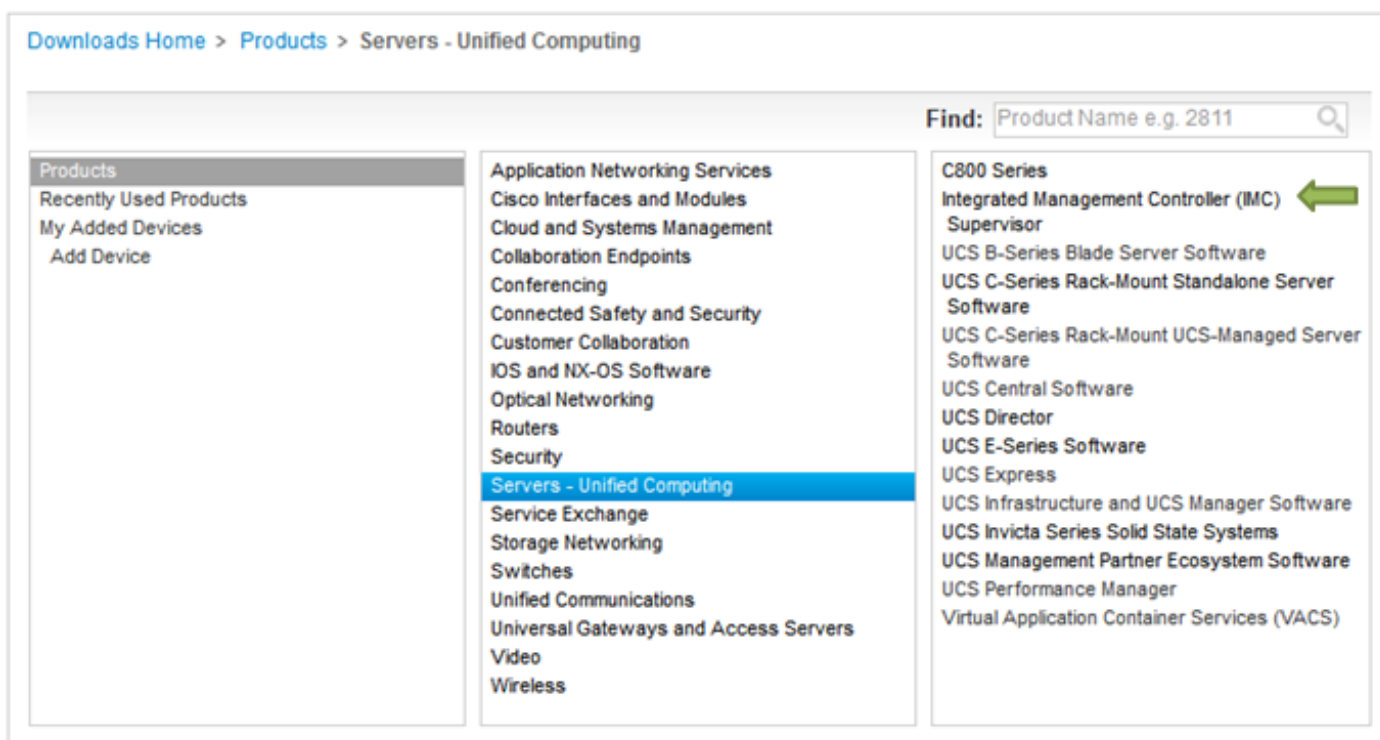 Downloads Home > Products > Servers - Unified Computing
Find: Product Name e.g. 2811
Products
Recently Used Products
My Added Devices
Add Device
Application Networking Services
Cisco Interfaces and Modules
Cloud and Systems Management
Collaboration Endpoints
Conferencing
Connected Safety and Security
Customer Collaboration
IOS and NX-OS Software
Optical Networking
Routers
Security
Servers - Unified Computing
Service Exchange
Storage Networking
Switches
Unified Communications
Universal Gateways and Access Servers
Video
Wireless
C800 Series
Integrated Management Controller (IMC)
Supervisor
UCS B-Series Blade Server Software
UCS C-Series Rack-Mount Standalone Server
Software
UCS C-Series Rack-Mount UCS-Managed Server
Software
UCS Central Software
UCS Director
UCS E-Series Software
UCS Express
UCS Infrastructure and UCS Manager Software
UCS Invicta Series Solid State Systems
UCS Management Partner Ecosystem Software
UCS Performance Manager
Virtual Application Container Services (VACS)